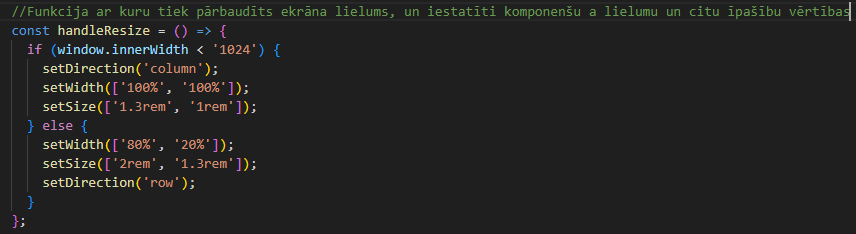 //Funkcija ar kuru tiek pārbaudīts ekrāna lielums, un iestatīti komponenšu a lielumu un citu īpašību vērtības
const handleResize = () => {
  if (window.innerWidth < '1024') {
    setDirection('column');
    setWidth(['100%', '100%']);
    setSize(['1.3rem', '1rem']);
  } else {
    setWidth(['80%', '20%']);
    setSize(['2rem', '1.3rem']);
    setDirection('row');
  }
};